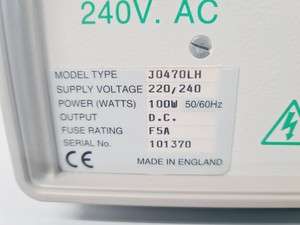 240V. AC
MODEL TYPE J0470LH
SUPPLY VOLTAGE 220/240
POWER (WATTS) 100W 50/60Hz
OUTPUT D.C.
FUSE RATING F5A
SERIAL No. 101370
MADE IN ENGLAND